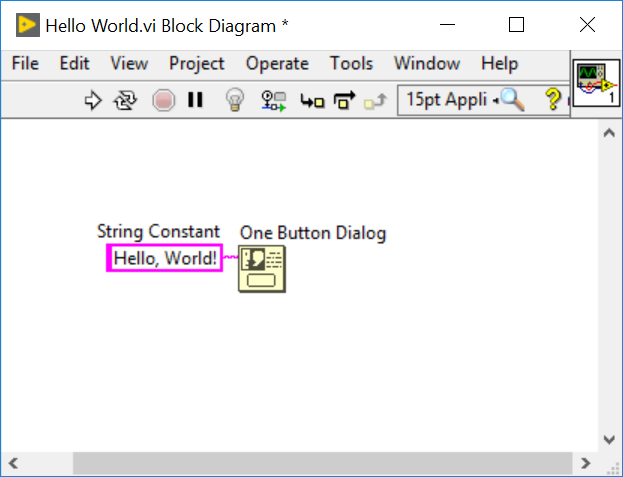 Hello World.vi Block Diagram *
File Edit View Project Operate Tools Window Help
15pt Appli
1
String Constant One Button Dialog
Hello, World!